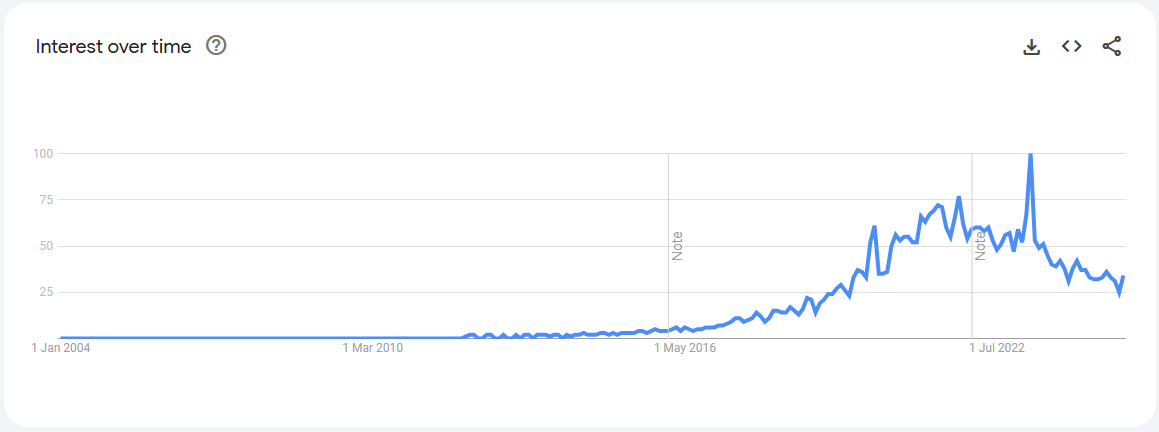 Interest over time
100
75
50
25
Note
Note
1 Jan 2004
1 Mar 2010
1 May 2016
1 Jul 2022